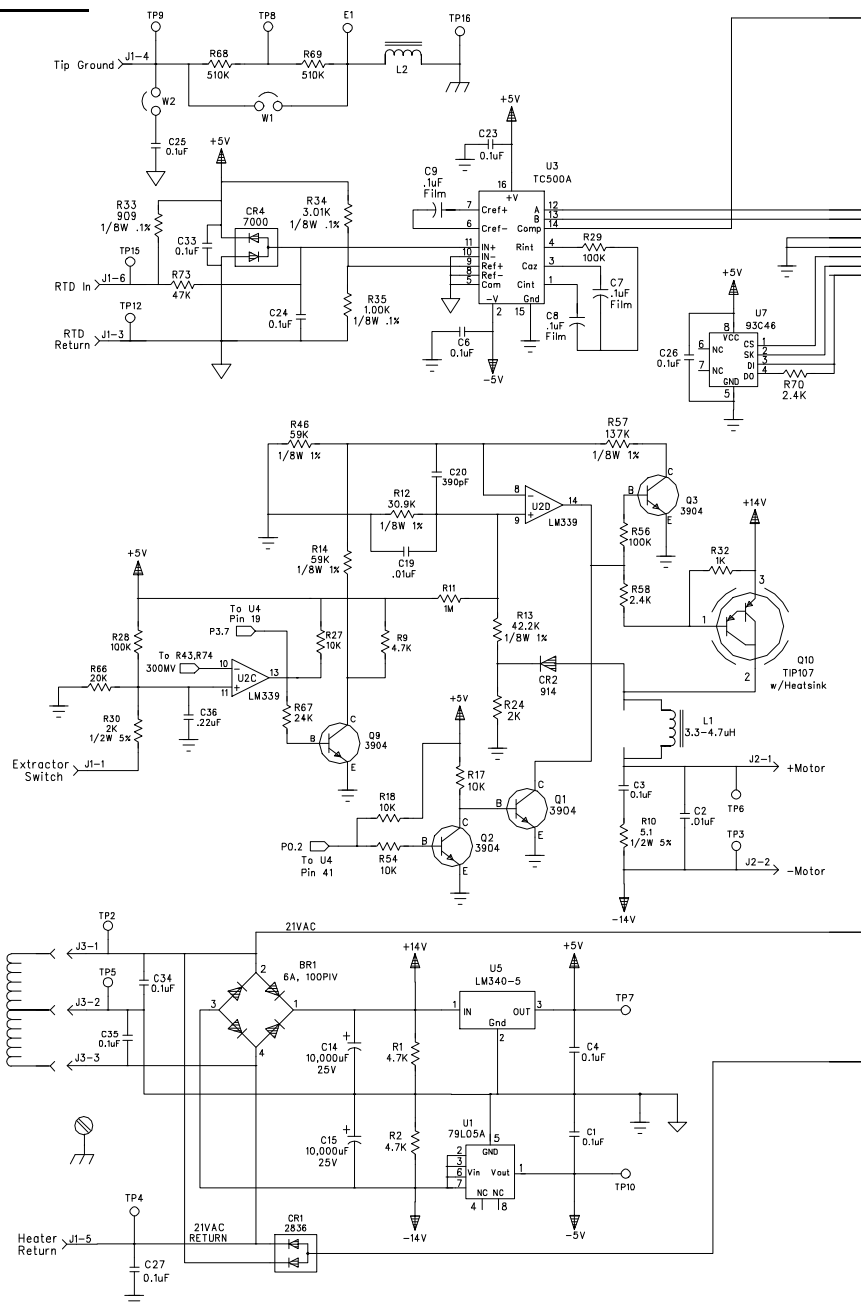 TP9
TP8
E1
TP16
Tip Ground
J1-4
R68
510K
R69
510K
L2
W2
W1
C25
0.1uF
+5V
+5V
C23
0.1uF
U3
TC500A
C9
.1uF
Film
16
+V
7 Cref+
6 Cref-
11 IN+
10 IN-
9 Ref+
8 Ref-
5 Com
A 12
B 13
Comp 14
Rint 4
Caz 3
Cint 1
-V
Gnd
2
15
R33
909
1/8W .1%
R34
3.01K
1/8W .1%
CR4
7000
C33
0.1uF
TP15
RTD In
J1-6
R73
47K
TP12
RTD
Return
J1-3
C24
0.1uF
R35
1.00K
1/8W .1%
C6
0.1uF
-5V
R29
100K
C7
.1uF
Film
C8
.1uF
Film
+5V
U7
93C46
C26
0.1uF
8
VCC
6 NC
7 NC
CS 1
SK 2
DI 3
DO 4
GND
5
R70
2.4K
R46
59K
1/8W 1%
R57
137K
1/8W 1%
C20
390pF
R12
30.9K
1/8W 1%
C19
.01uF
8
9
U2D
14
LM339
B
C
E
Q3
3904
R56
100K
+14V
R32
1K
R58
2.4K
1
3
2
Q10
TIP107
w/Heatsink
R14
59K
1/8W 1%
+5V
R11
1M
To U4
Pin 19
P3.7
R28
100K
R27
10K
R9
4.7K
R13
42.2K
1/8W 1%
To R43,R74
300MV
10
11
U2C
13
LM339
R66
20K
R30
2K
1/2W 5%
C36
.22uF
R67
24K
B
C
E
Q9
3904
CR2
914
R24
2K
L1
3.3-4.7uH
Extractor
Switch
J1-1
+5V
R17
10K
R18
10K
P0.2
To U4
Pin 41
R54
10K
B
C
E
Q2
3904
B
C
E
Q1
3904
C3
0.1uF
R10
5.1
1/2W 5%
C2
.01uF
J2-1
+Motor
TP6
TP3
J2-2
-Motor
-14V
TP2
21VAC
J3-1
TP5
C34
0.1uF
J3-2
C35
0.1uF
J3-3
BR1
6A, 100PIV
2
3
1
4
+14V
U5
LM340-5
1 IN
OUT 3
Gnd
2
+5V
TP7
C14
10,000uF
25V
+
R1
4.7K
C4
0.1uF
C15
10,000uF
25V
+
R2
4.7K
U1
79L05A
5
GND
2
3
6
7
Vin
Vout 1
NC NC
4
8
C1
0.1uF
TP10
-14V
-5V
TP4
Heater
Return
J1-5
21VAC
RETURN
CR1
2836
C27
0.1uF